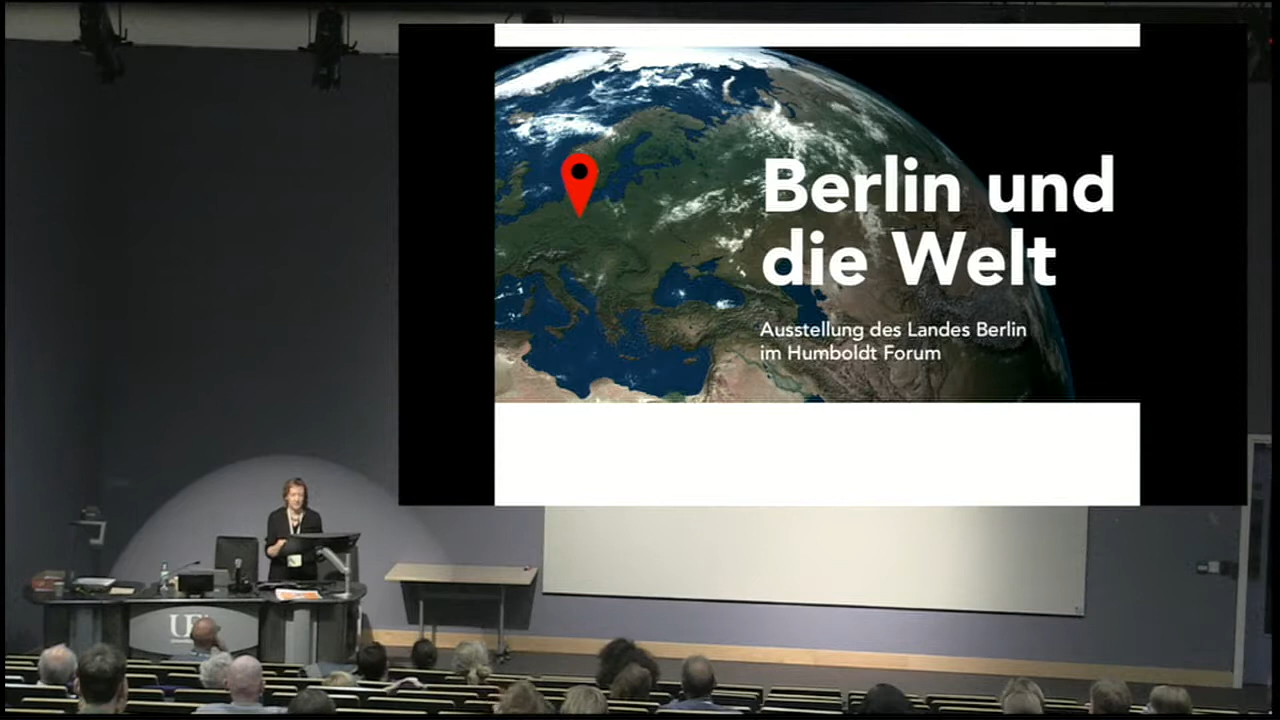 Berlin und
die Welt
Ausstellung des Landes Berlin
im Humboldt Forum